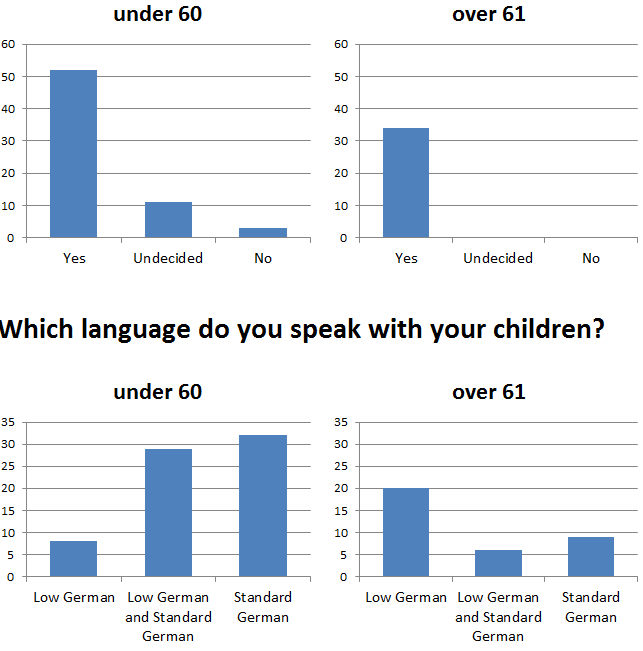 under 60
over 61
60
50
40
30
20
10
0
Yes
Undecided
No
60
50
40
30
20
10
0
Yes
Undecided
No
Which language do you speak with your children?
under 60
over 61
35
30
25
20
15
10
5
0
Low German
Low German
and Standard
German
Standard
German
35
30
25
20
15
10
5
0
Low German
Low German
and Standard
German
Standard
German